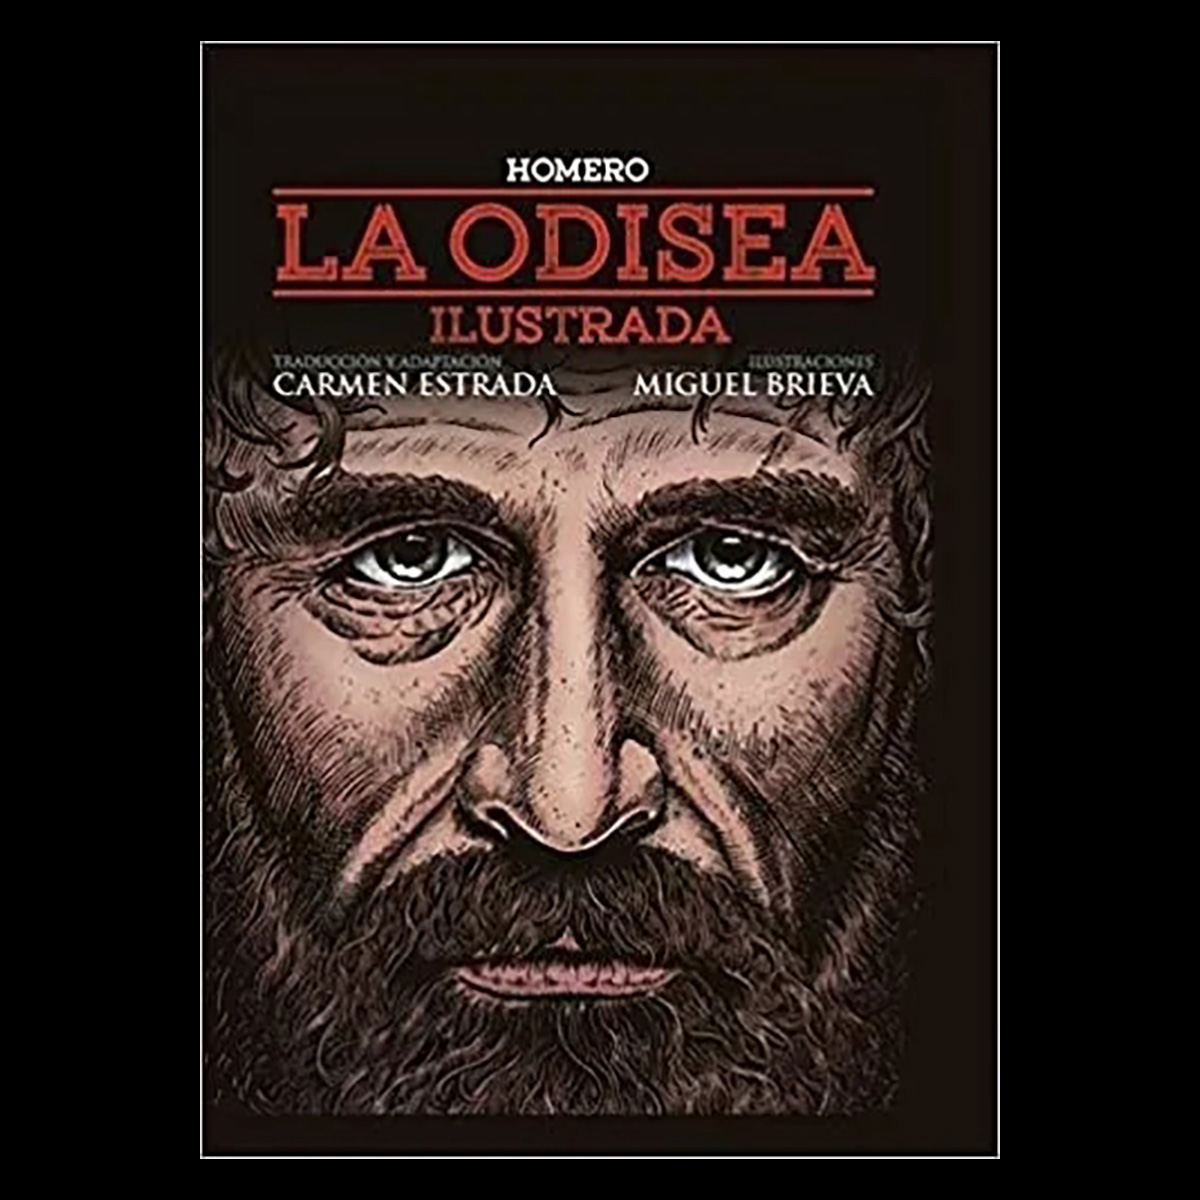 HOMERO
LA ODISEA
ILUSTRADA
TRADUCCIÓN Y ADAPTACIÓN ILUSTRACIONES
CARMEN ESTRADA MIGUEL BRIEVA